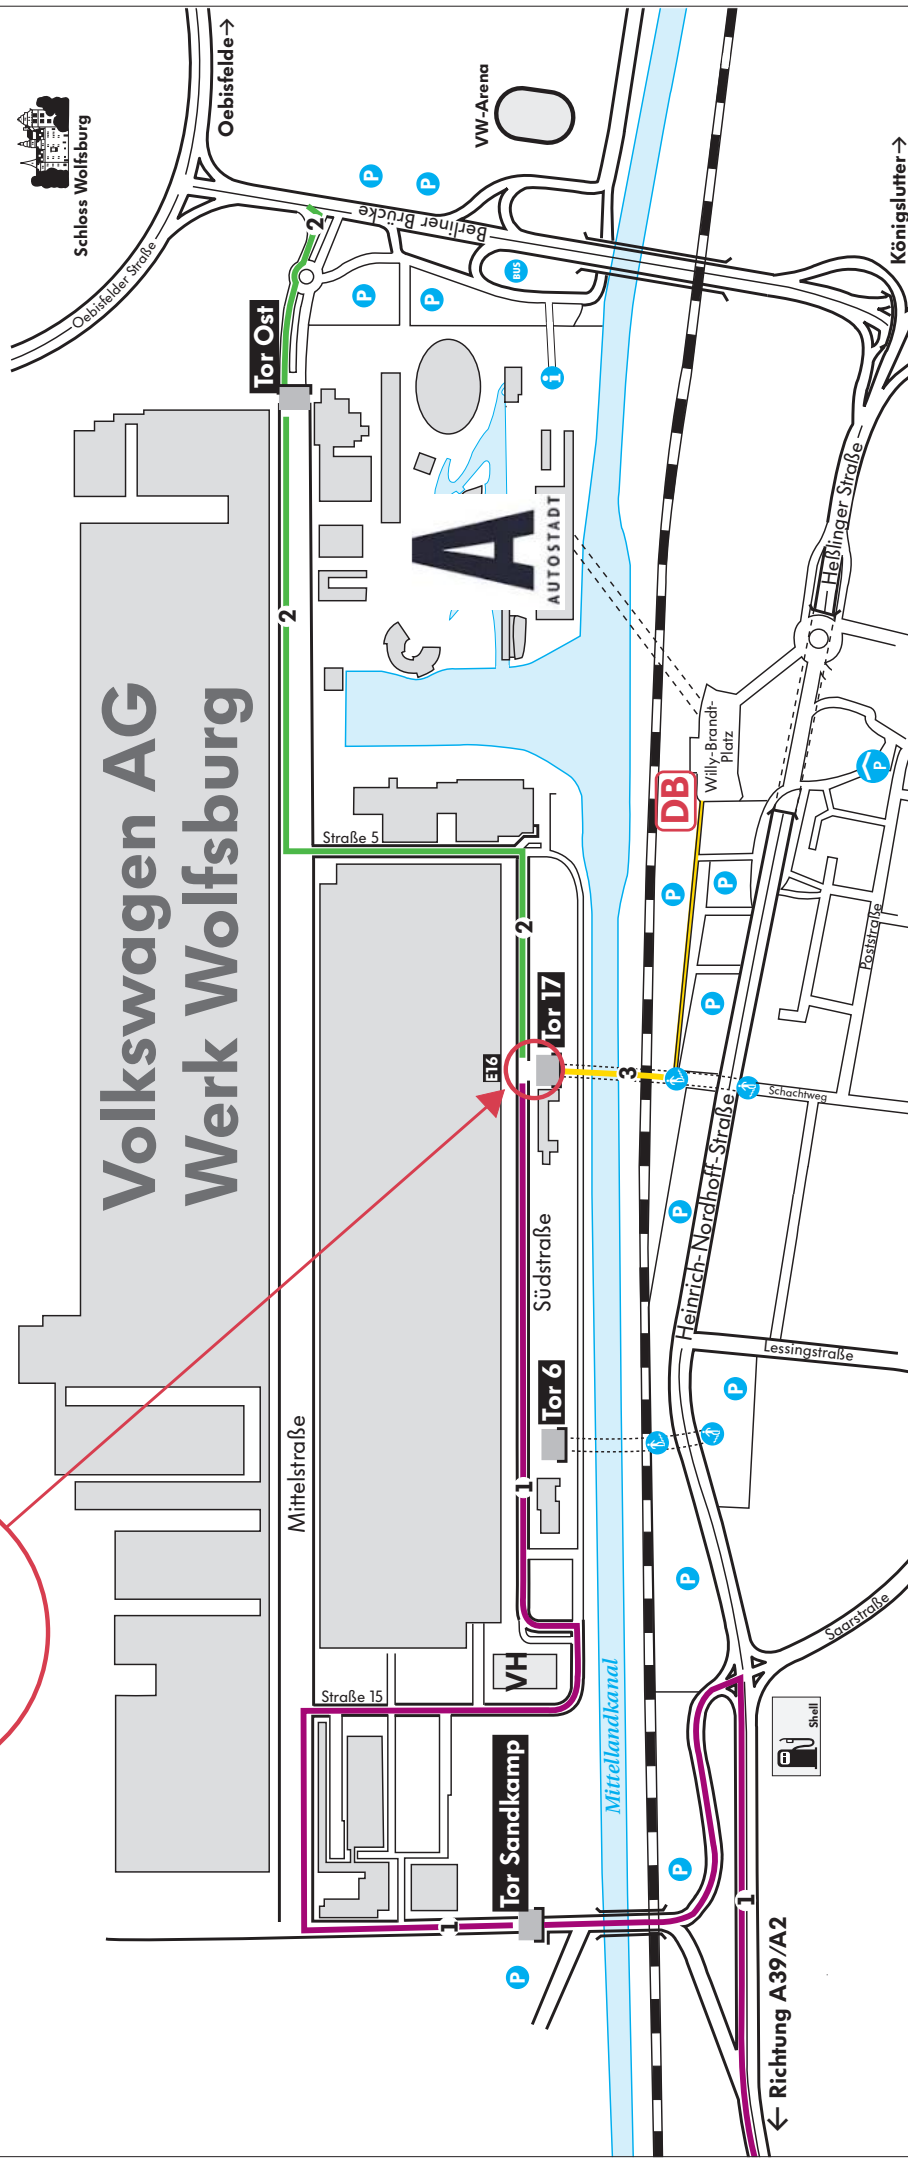 Schloss Wolfsburg
Oebisfelde→
Oebisfelder Straße
VW-Arena
Königslutter→
P
P
Berliner Brücke
2
P
P
BUS
i
Tor Ost
Volkswagen AG
Werk Wolfsburg
2
A
AUTOSTADT
Heßlinger Straße
Willy-Brandt-
Platz
DB
P
Straße 5
2
P
P
P
Poststraße
E16
Tor 17
3
Schachtweg
Mittelstraße
Südstraße
P
Heinrich-Nordhoff-Straße
Lessingstraße
Tor 6
P
1
P
Saarstraße
VH
Straße 15
Mittellandkanal
Shell
Tor Sandkamp
P
1
1
P
← Richtung A39/A2